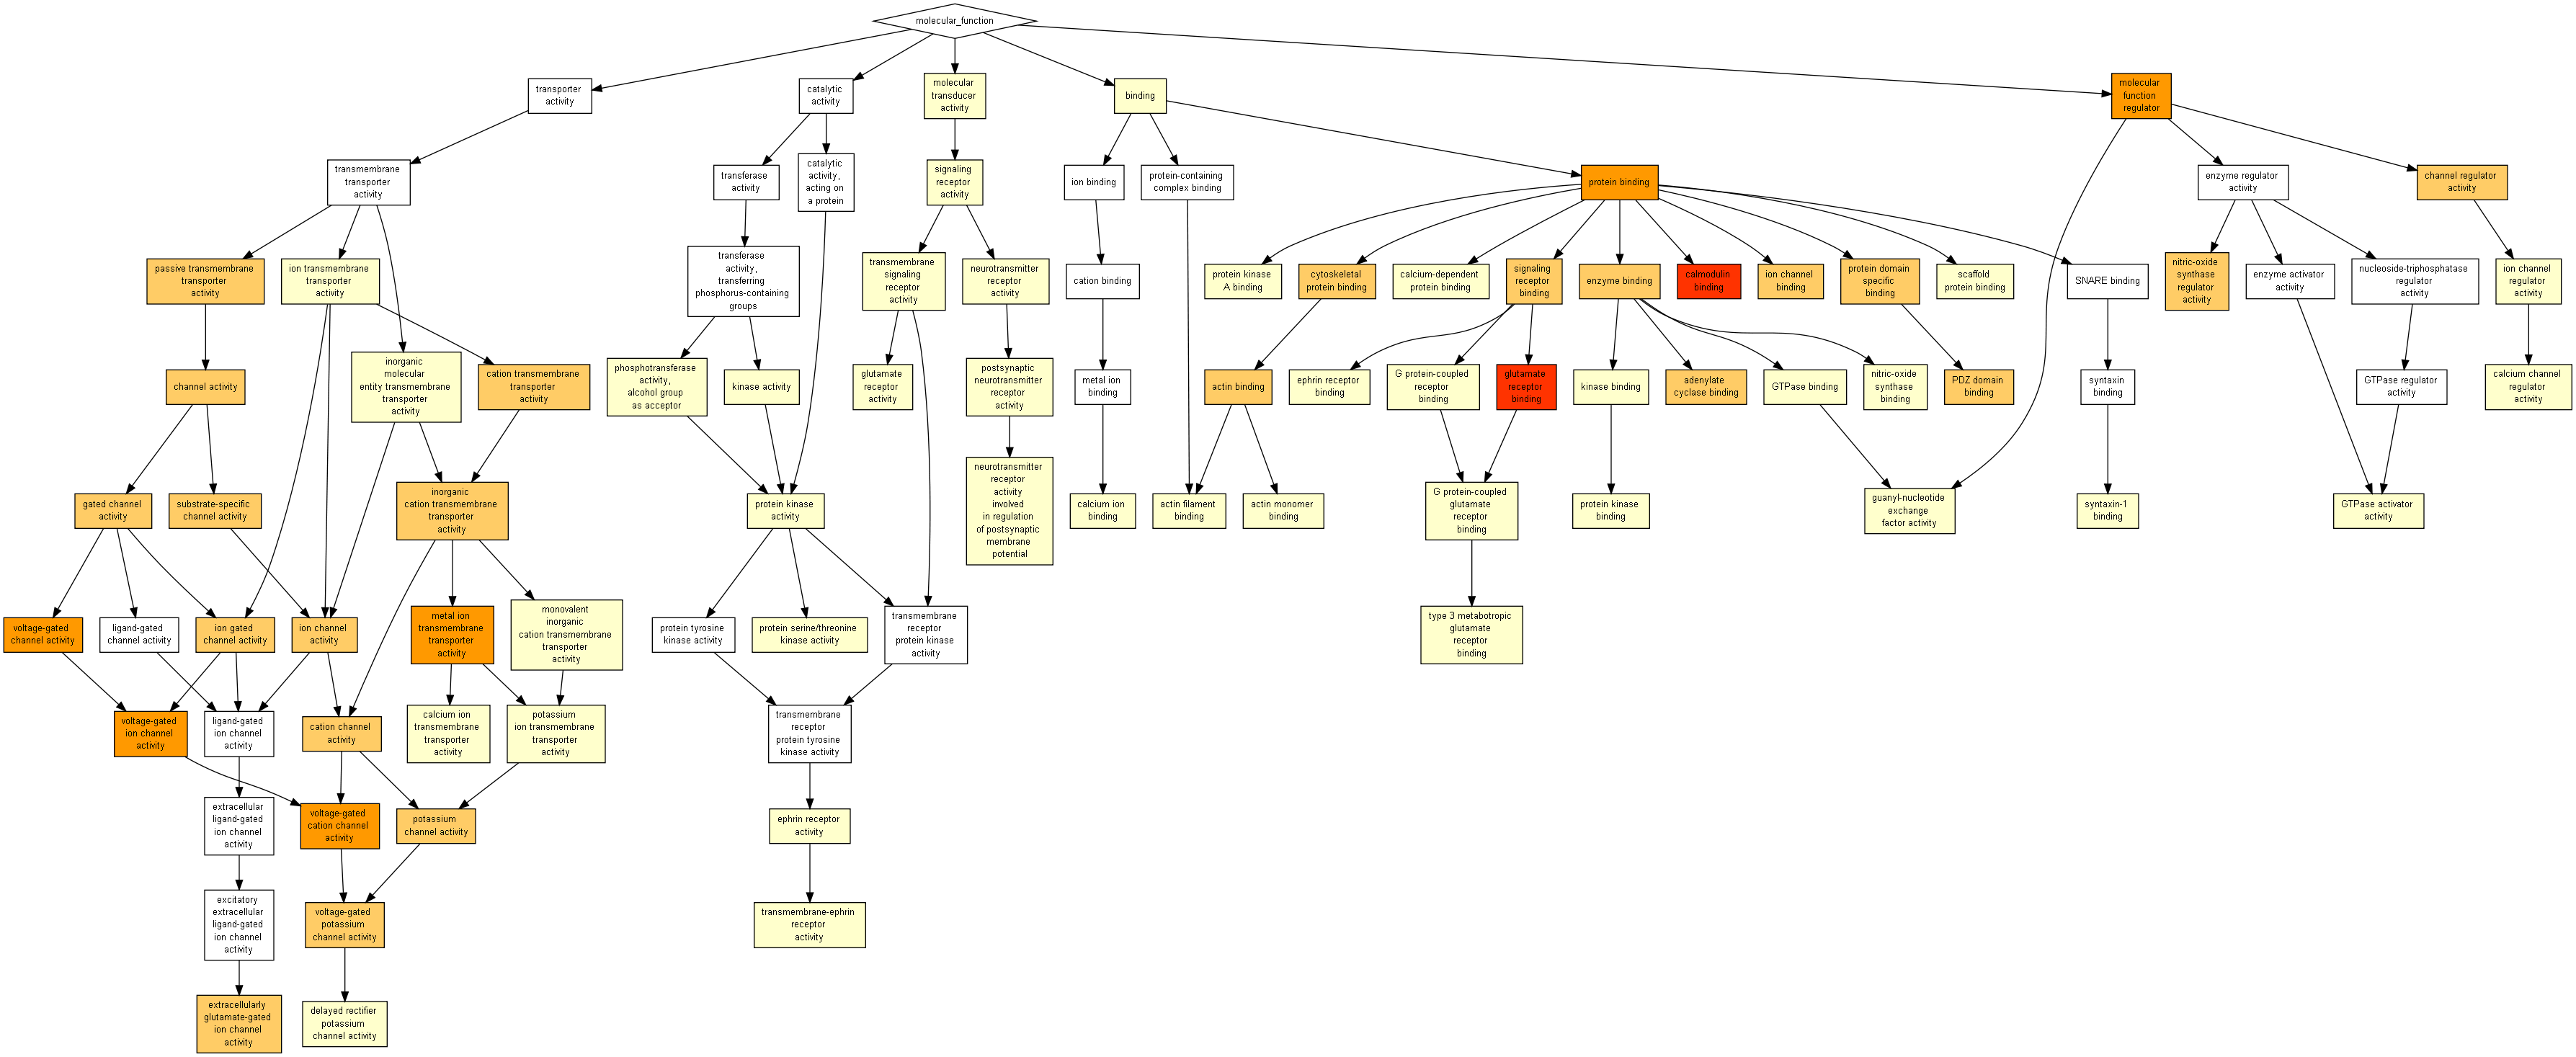 molecular_function
transporter
activity
catalytic
activity
molecular
transducer
activity
binding
molecular
function
regulator
transmembrane
transporter
activity
transferase
activity
catalytic
activity,
acting on
a protein
signaling
receptor
activity
ion binding
protein-containing
complex binding
protein binding
enzyme regulator
activity
channel regulator
activity
passive transmembrane
transporter
activity
ion transmembrane
transporter
activity
transferase
activity,
transferring
phosphorus-containing
groups
transmembrane
signaling
receptor
activity
neurotransmitter
receptor
activity
cation binding
protein kinase
A binding
cytoskeletal
protein binding
calcium-dependent
protein binding
signaling
receptor
binding
enzyme binding
calmodulin
binding
ion channel
binding
protein domain
specific
binding
scaffold
protein binding
SNARE binding
nitric-oxide
synthase
regulator
activity
enzyme activator
activity
nucleoside-triphosphatase
regulator
activity
ion channel
regulator
activity
channel activity
inorganic
molecular
entity transmembrane
transporter
activity
cation transmembrane
transporter
activity
phosphotransferase
activity,
alcohol group
as acceptor
kinase activity
glutamate
receptor
activity
postsynaptic
neurotransmitter
receptor
activity
metal ion
binding
actin binding
ephrin receptor
binding
G protein-coupled
receptor
binding
glutamate
receptor
binding
kinase binding
adenylate
cyclase binding
GTPase binding
nitric-oxide
synthase
binding
PDZ domain
binding
syntaxin
binding
GTPase regulator
activity
calcium channel
regulator
activity
gated channel
activity
substrate-specific
channel activity
inorganic
cation transmembrane
transporter
activity
protein kinase
activity
neurotransmitter
receptor
activity
involved
in regulation
of postsynaptic
membrane
potential
calcium ion
binding
actin filament
binding
actin monomer
binding
G protein-coupled
glutamate
receptor
binding
protein kinase
binding
guanyl-nucleotide
exchange
factor activity
syntaxin-1
binding
GTPase activator
activity
voltage-gated
channel activity
ligand-gated
channel activity
ion gated
channel activity
ion channel
activity
metal ion
transmembrane
transporter
activity
monovalent
inorganic
cation transmembrane
transporter
activity
protein tyrosine
kinase activity
protein serine/threonine
kinase activity
transmembrane
receptor
protein kinase
activity
type 3 metabotropic
glutamate
receptor
binding
voltage-gated
ion channel
activity
ligand-gated
ion channel
activity
cation channel
activity
calcium ion
transmembrane
transporter
activity
potassium
ion transmembrane
transporter
activity
transmembrane
receptor
protein tyrosine
kinase activity
extracellular
ligand-gated
ion channel
activity
voltage-gated
cation channel
activity
potassium
channel activity
ephrin receptor
activity
excitatory
extracellular
ligand-gated
ion channel
activity
voltage-gated
potassium
channel activity
transmembrane-ephrin
receptor
activity
extracellularly
glutamate-gated
ion channel
activity
delayed rectifier
potassium
channel activity